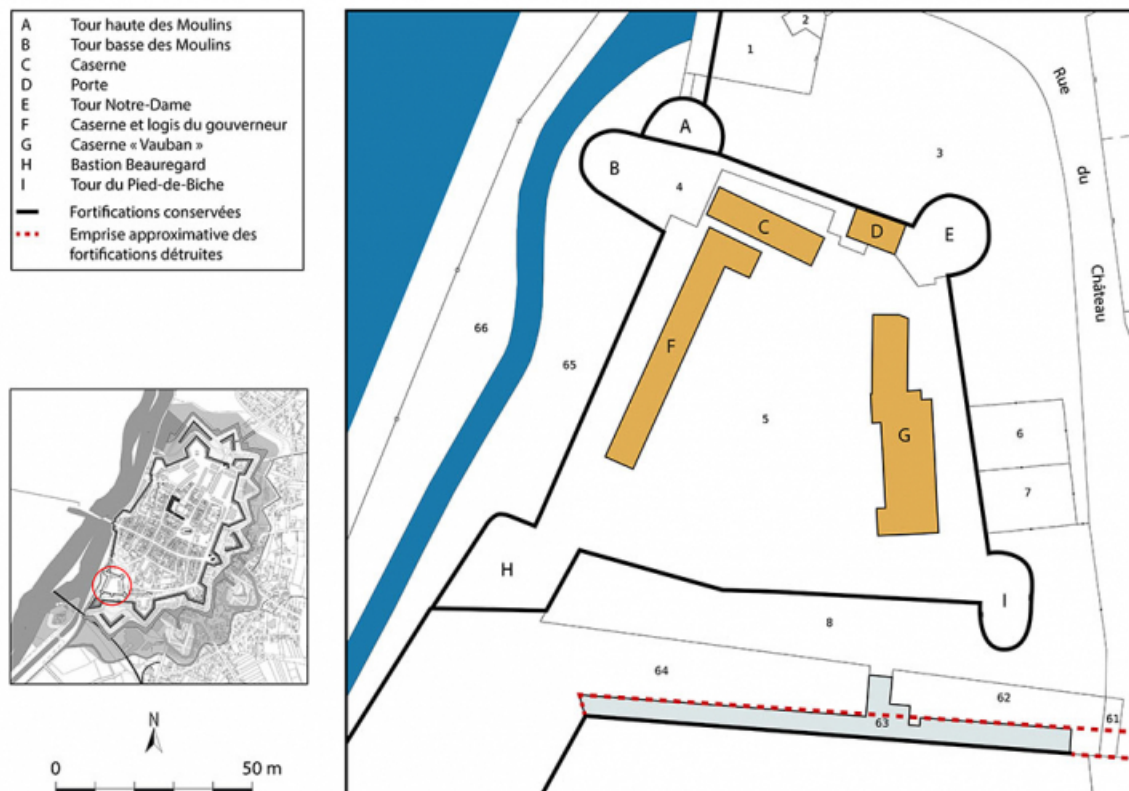 A Tour haute des Moulins
B Tour basse des Moulins
C Caserne
D Porte
E Tour Notre-Dame
F Caserne et logis du gouverneur
G Caserne « Vauban »
H Bastion Beauregard
I Tour du Pied-de-Biche
Fortifications conservées
Emprise approximative des
fortifications détruites
N
0 50 m
1
2
A
Rue
3
B
4
du
C
D
E
Château
66
65
F
5
G
6
7
H
I
8
64
62
63
61